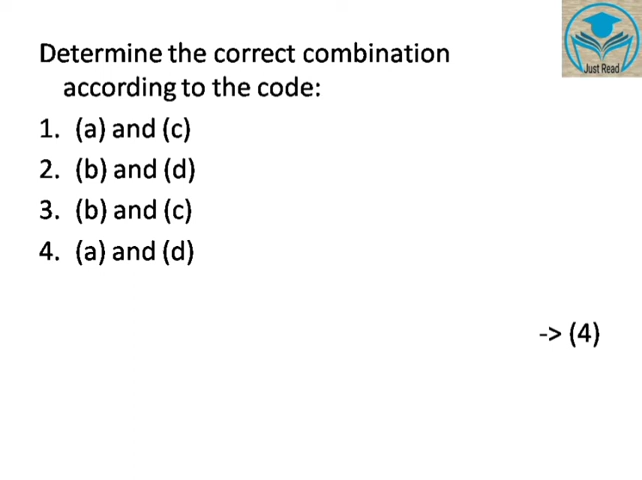 Just Read
Determine the correct combination
according to the code:
1. (a) and (c)
2. (b) and (d)
3. (b) and (c)
4. (a) and (d)
-> (4)